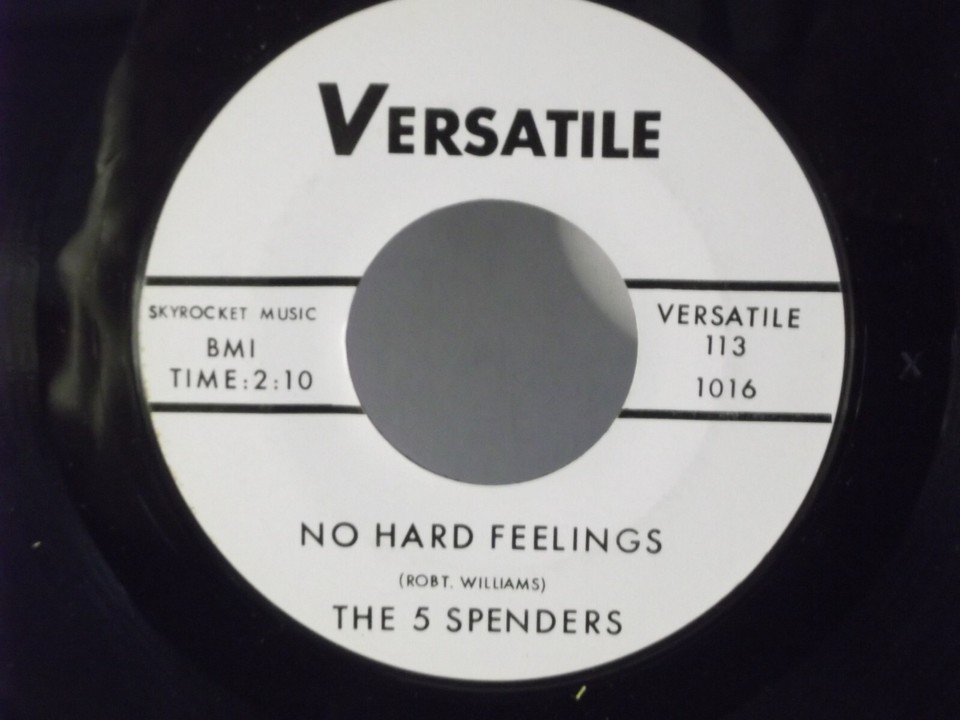 VERSATILE
SKYROCKET MUSIC
BMI
TIME:2:10
VERSATILE
113
1016
X
NO HARD FEELINGS
(ROBT. WILLIAMS)
THE 5 SPENDERS